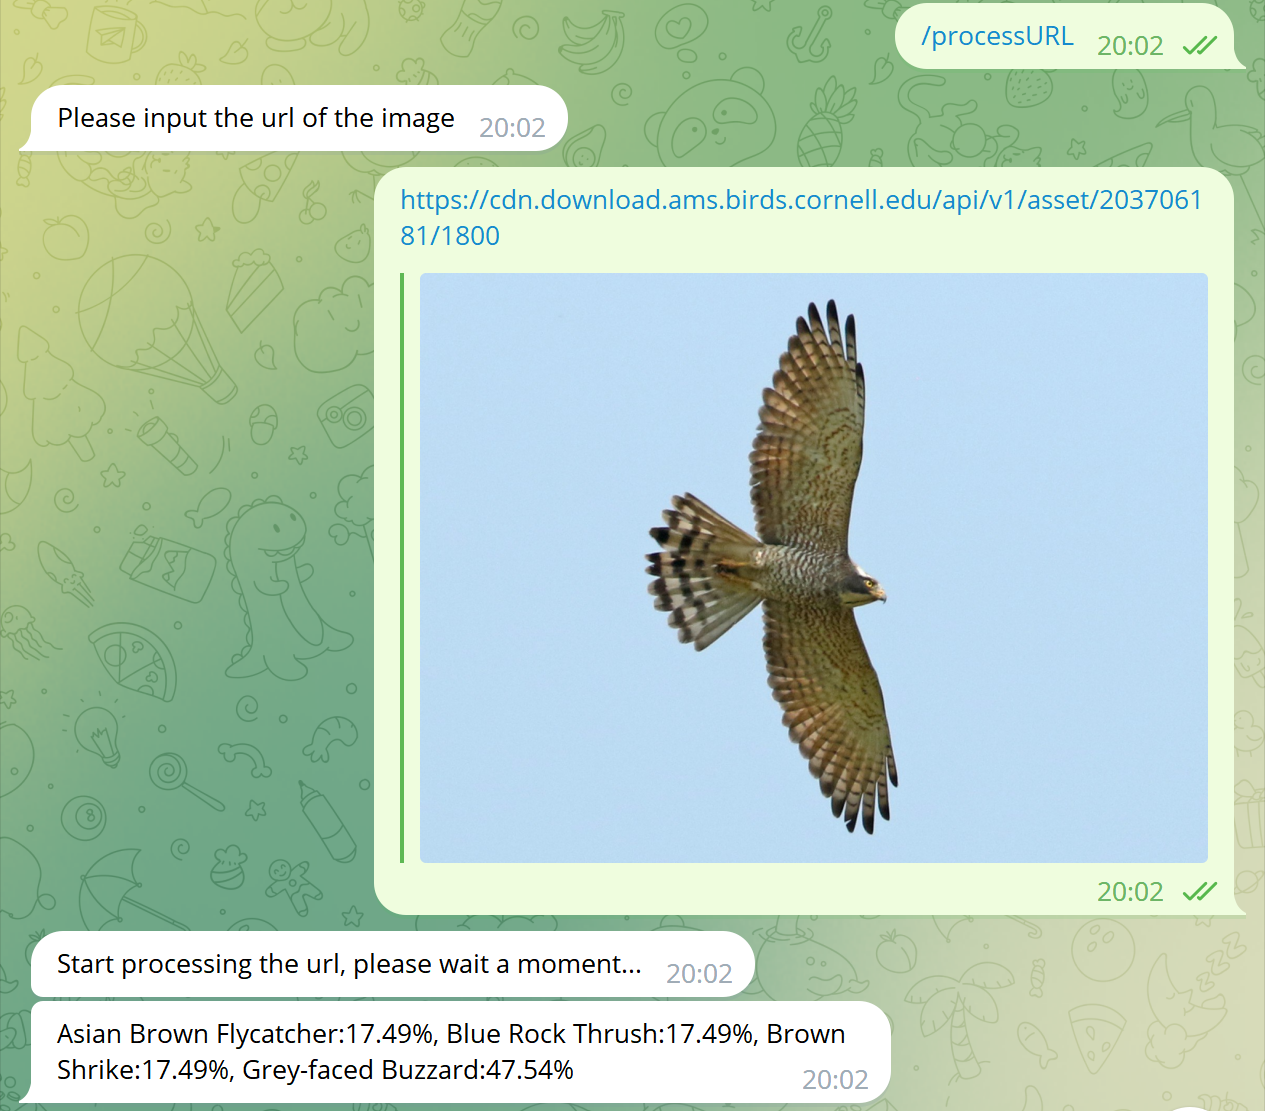 /processURL 20:02
Please input the url of the image 20:02
https://cdn.download.ams.birds.cornell.edu/api/v1/asset/2037061
81/1800
20:02
Start processing the url, please wait a moment... 20:02
Asian Brown Flycatcher:17.49%, Blue Rock Thrush:17.49%, Brown
Shrike:17.49%, Grey-faced Buzzard:47.54%
20:02